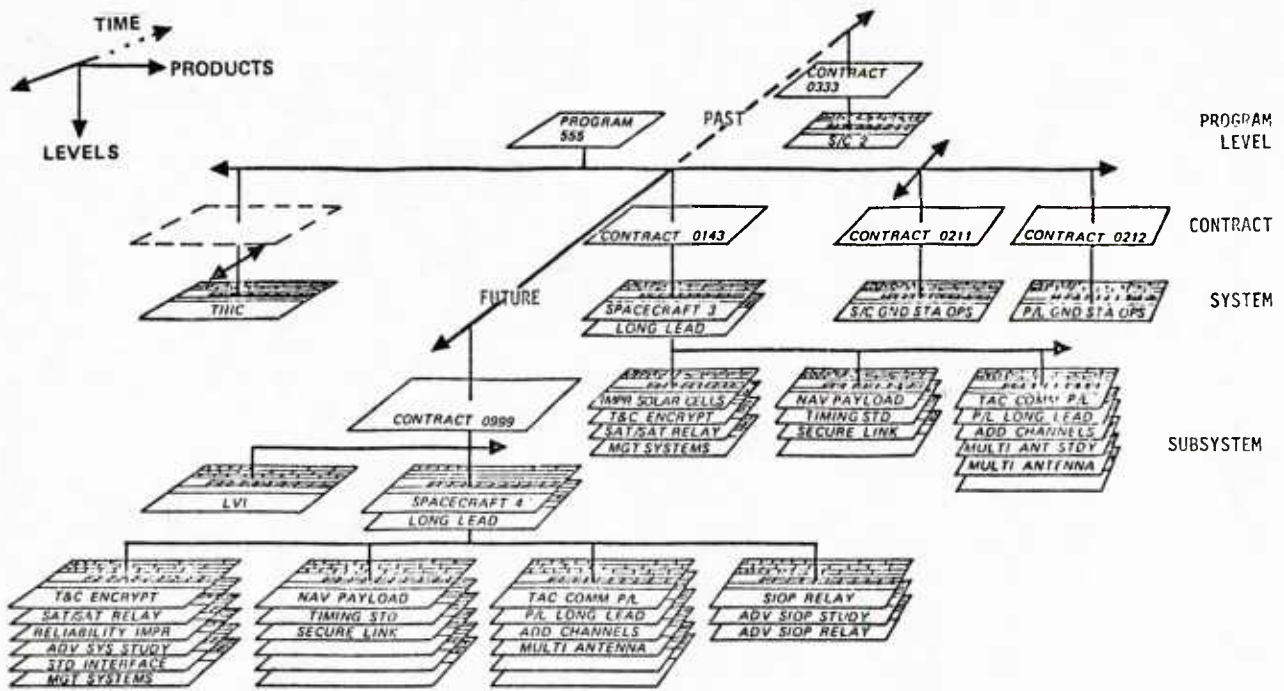 TIME
PRODUCTS
LEVELS
CONTRACT
0333
PAST
PROGRAM
555
S/C 2
PROGRAM
LEVEL
CONTRACT 0143
CONTRACT 0211
CONTRACT 0212
CONTRACT
FUTURE
TIIIC
SPACECRAFT 3
LONG LEAD
S/C GND STA OPS
P/L GND STA OPS
SYSTEM
CONTRACT 0999
IMPR SOLAR CELLS
T&C ENCRYPT
SAT/SAT RELAY
MGT SYSTEMS
NAV PAYLOAD
TIMING STD
SECURE LINK
TAC COMM P/L
P/L LONG LEAD
ADD CHANNELS
MULTI ANT STDY
MULTI ANTENNA
SUBSYSTEM
LVI
SPACECRAFT 4
LONG LEAD
T&C ENCRYPT
SAT/SAT RELAY
RELIABILITY IMPR
ADV SYS STUDY
STD INTERFACE
MGT SYSTEMS
NAV PAYLOAD
TIMING STD
SECURE LINK
TAC COMM P/L
P/L LONG LEAD
ADD CHANNELS
MULTI ANTENNA
SIOP RELAY
ADV SIOP STUDY
ADV SIOP RELAY